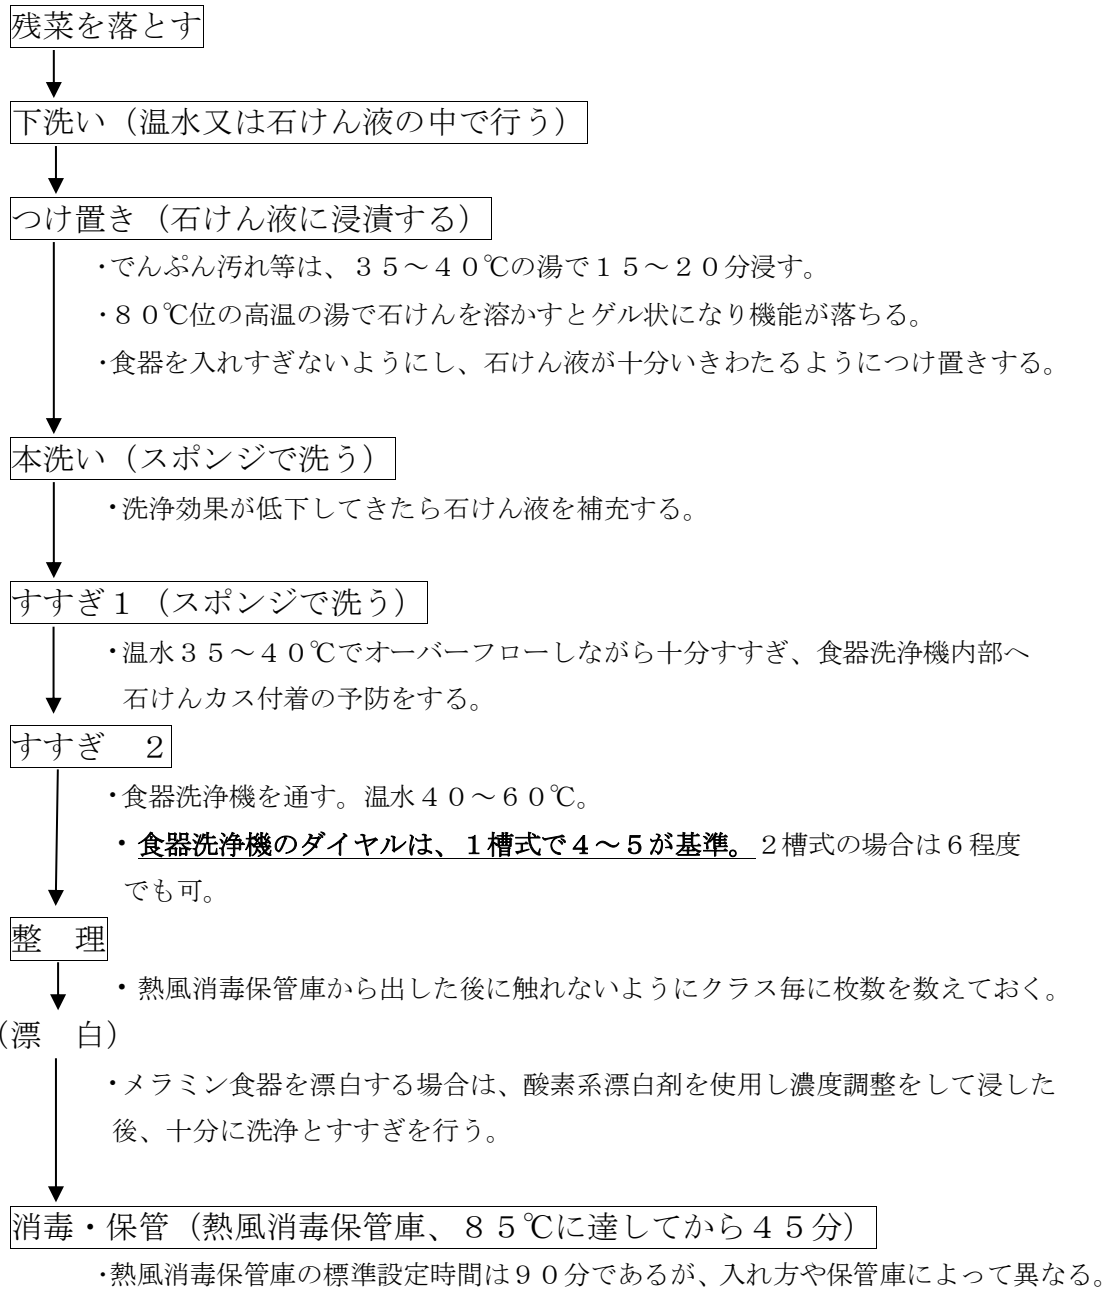 残菜を落とす
下洗い（温水又は石けん液の中で行う）
つけ置き（石けん液に浸漬する）
・でんぷん汚れ等は、３５～４０℃の湯で１５～２０分浸す。
・８０℃位の高温の湯で石けんを溶かすとゲル状になり機能が落ちる。
・食器を入れすぎないようにし、石けん液が十分いきわたるようにつけ置きする。
本洗い（スポンジで洗う）
・洗浄効果が低下してきたら石けん液を補充する。
すすぎ１（スポンジで洗う）
・温水３５～４０℃でオーバーフローしながら十分すすぎ、食器洗浄機内部へ
石けんカス付着の予防をする。
すすぎ　２
・食器洗浄機を通す。温水４０～６０℃。
・食器洗浄機のダイヤルは、１槽式で４～５が基準。２槽式の場合は６程度
でも可。
整　理
・熱風消毒保管庫から出した後に触れないようにクラス毎に枚数を数えておく。
（漂　白）
・メラミン食器を漂白する場合は、酸素系漂白剤を使用し濃度調整をして浸した
後、十分に洗浄とすすぎを行う。
消毒・保管（熱風消毒保管庫、８５℃に達してから４５分）
・熱風消毒保管庫の標準設定時間は９０分であるが、入れ方や保管庫によって異なる。